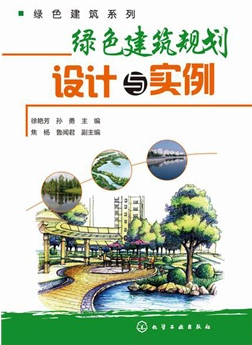 绿色建筑系列
绿色建筑规划
设计与实例
徐艳芳 孙勇 主编
焦杨 鲁闻君 副主编
化学工业出版社